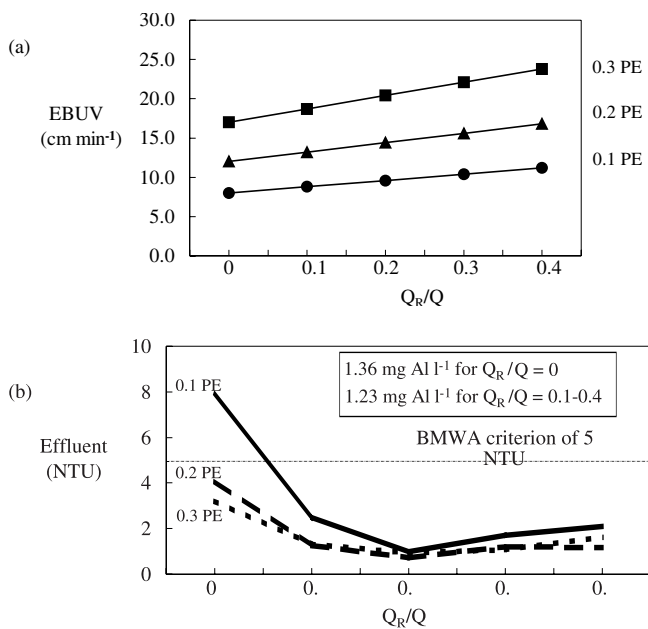 (a)
EBUV
(cm min-1)
30.0
25.0
20.0
15.0
10.0
5.0
0.0
0 0.1 0.2 0.3 0.4
QR/Q
0.3 PE
0.2 PE
0.1 PE
(b)
Effluent
(NTU)
10
8
6
4
2
0
0.1 PE
0.2 PE
0.3 PE
1.36 mg Al l-1 for QR/Q = 0
1.23 mg Al l-1 for QR/Q = 0.1-0.4
BMWA criterion of 5
NTU
0 0. 0. 0. 0.
QR/Q